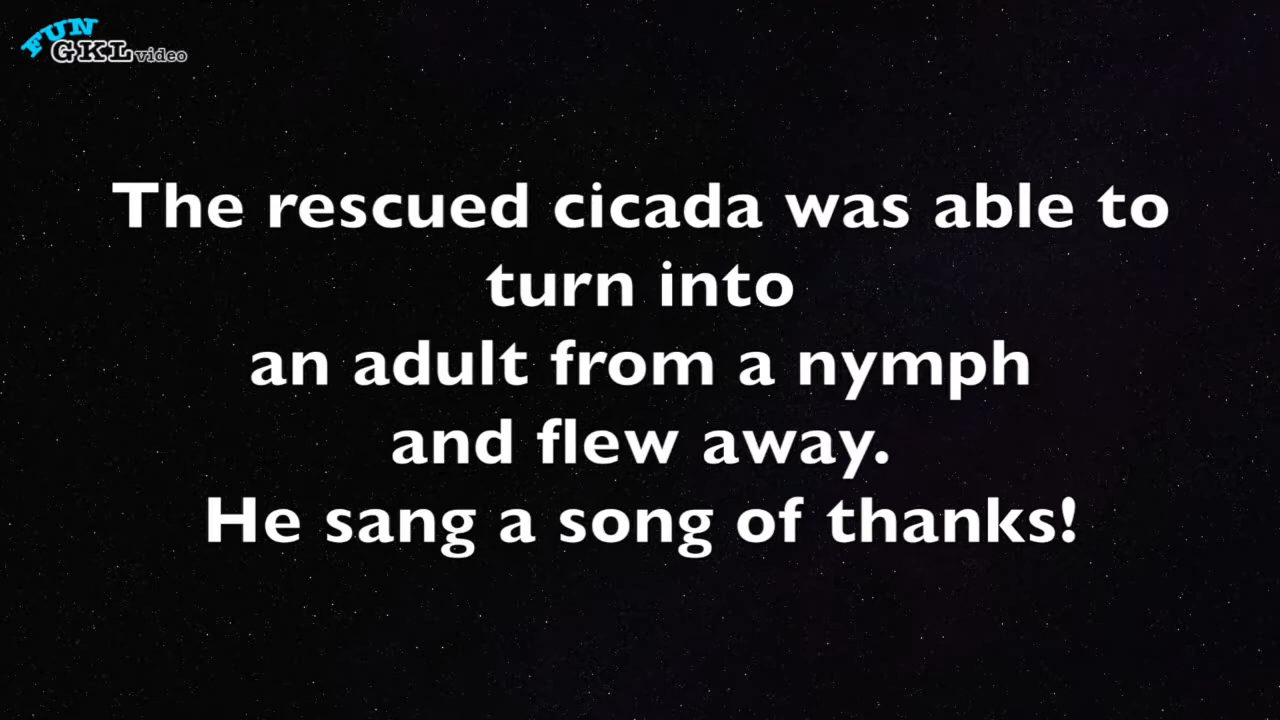 FUN
GKL video
The rescued cicada was able to
turn into
an adult from a nymph
and flew away.
He sang a song of thanks!